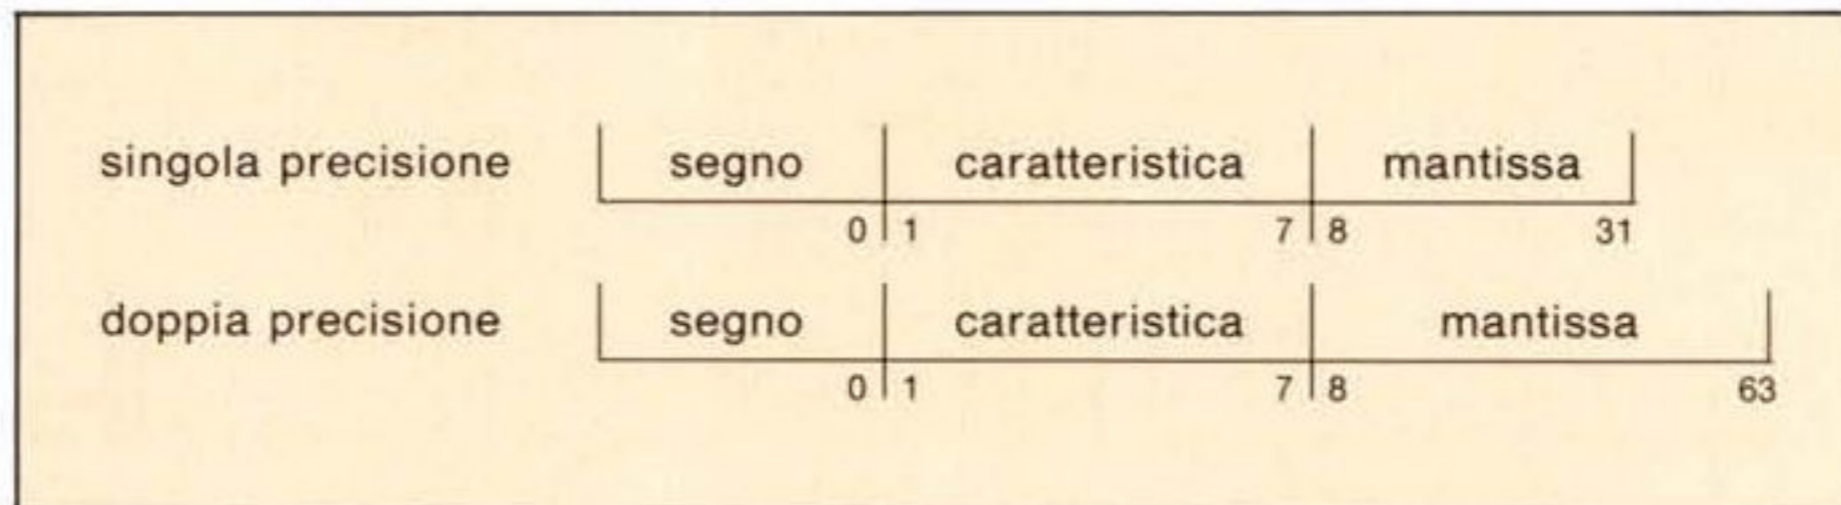 singola precisione segno caratteristica mantissa
0 1 7 8 31
doppia precisione segno caratteristica mantissa
0 1 7 8 63